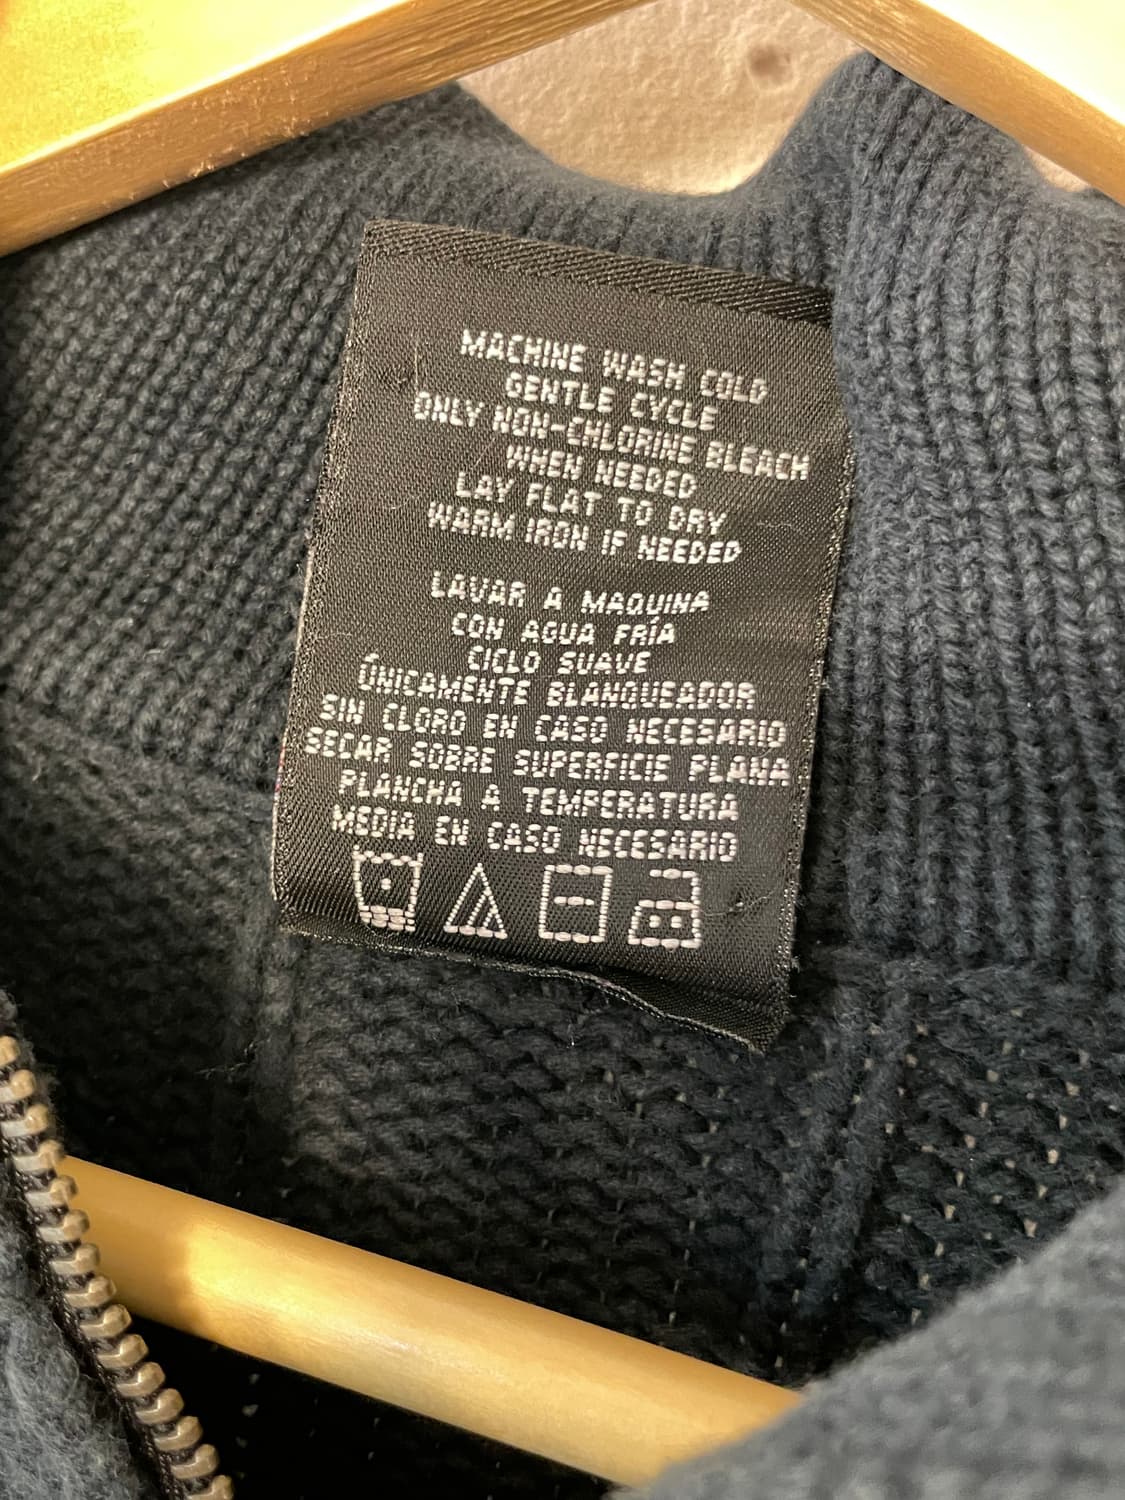 MACHINE WASH COLD
GENTLE CYCLE
ONLY NON-CHLORINE BLEACH
WHEN NEEDED
LAY FLAT TO DRY
WARM IRON IF NEEDED
LAVAR A MAQUINA
CON AGUA FRÍA
CICLO SUAVE
ÚNICAMENTE BLANQUEADOR
SIN CLORO EN CASO NECESARIO
SECAR SOBRE SUPERFICIE PLANA
PLANCHA A TEMPERATURA
MEDIA EN CASO NECESARIO